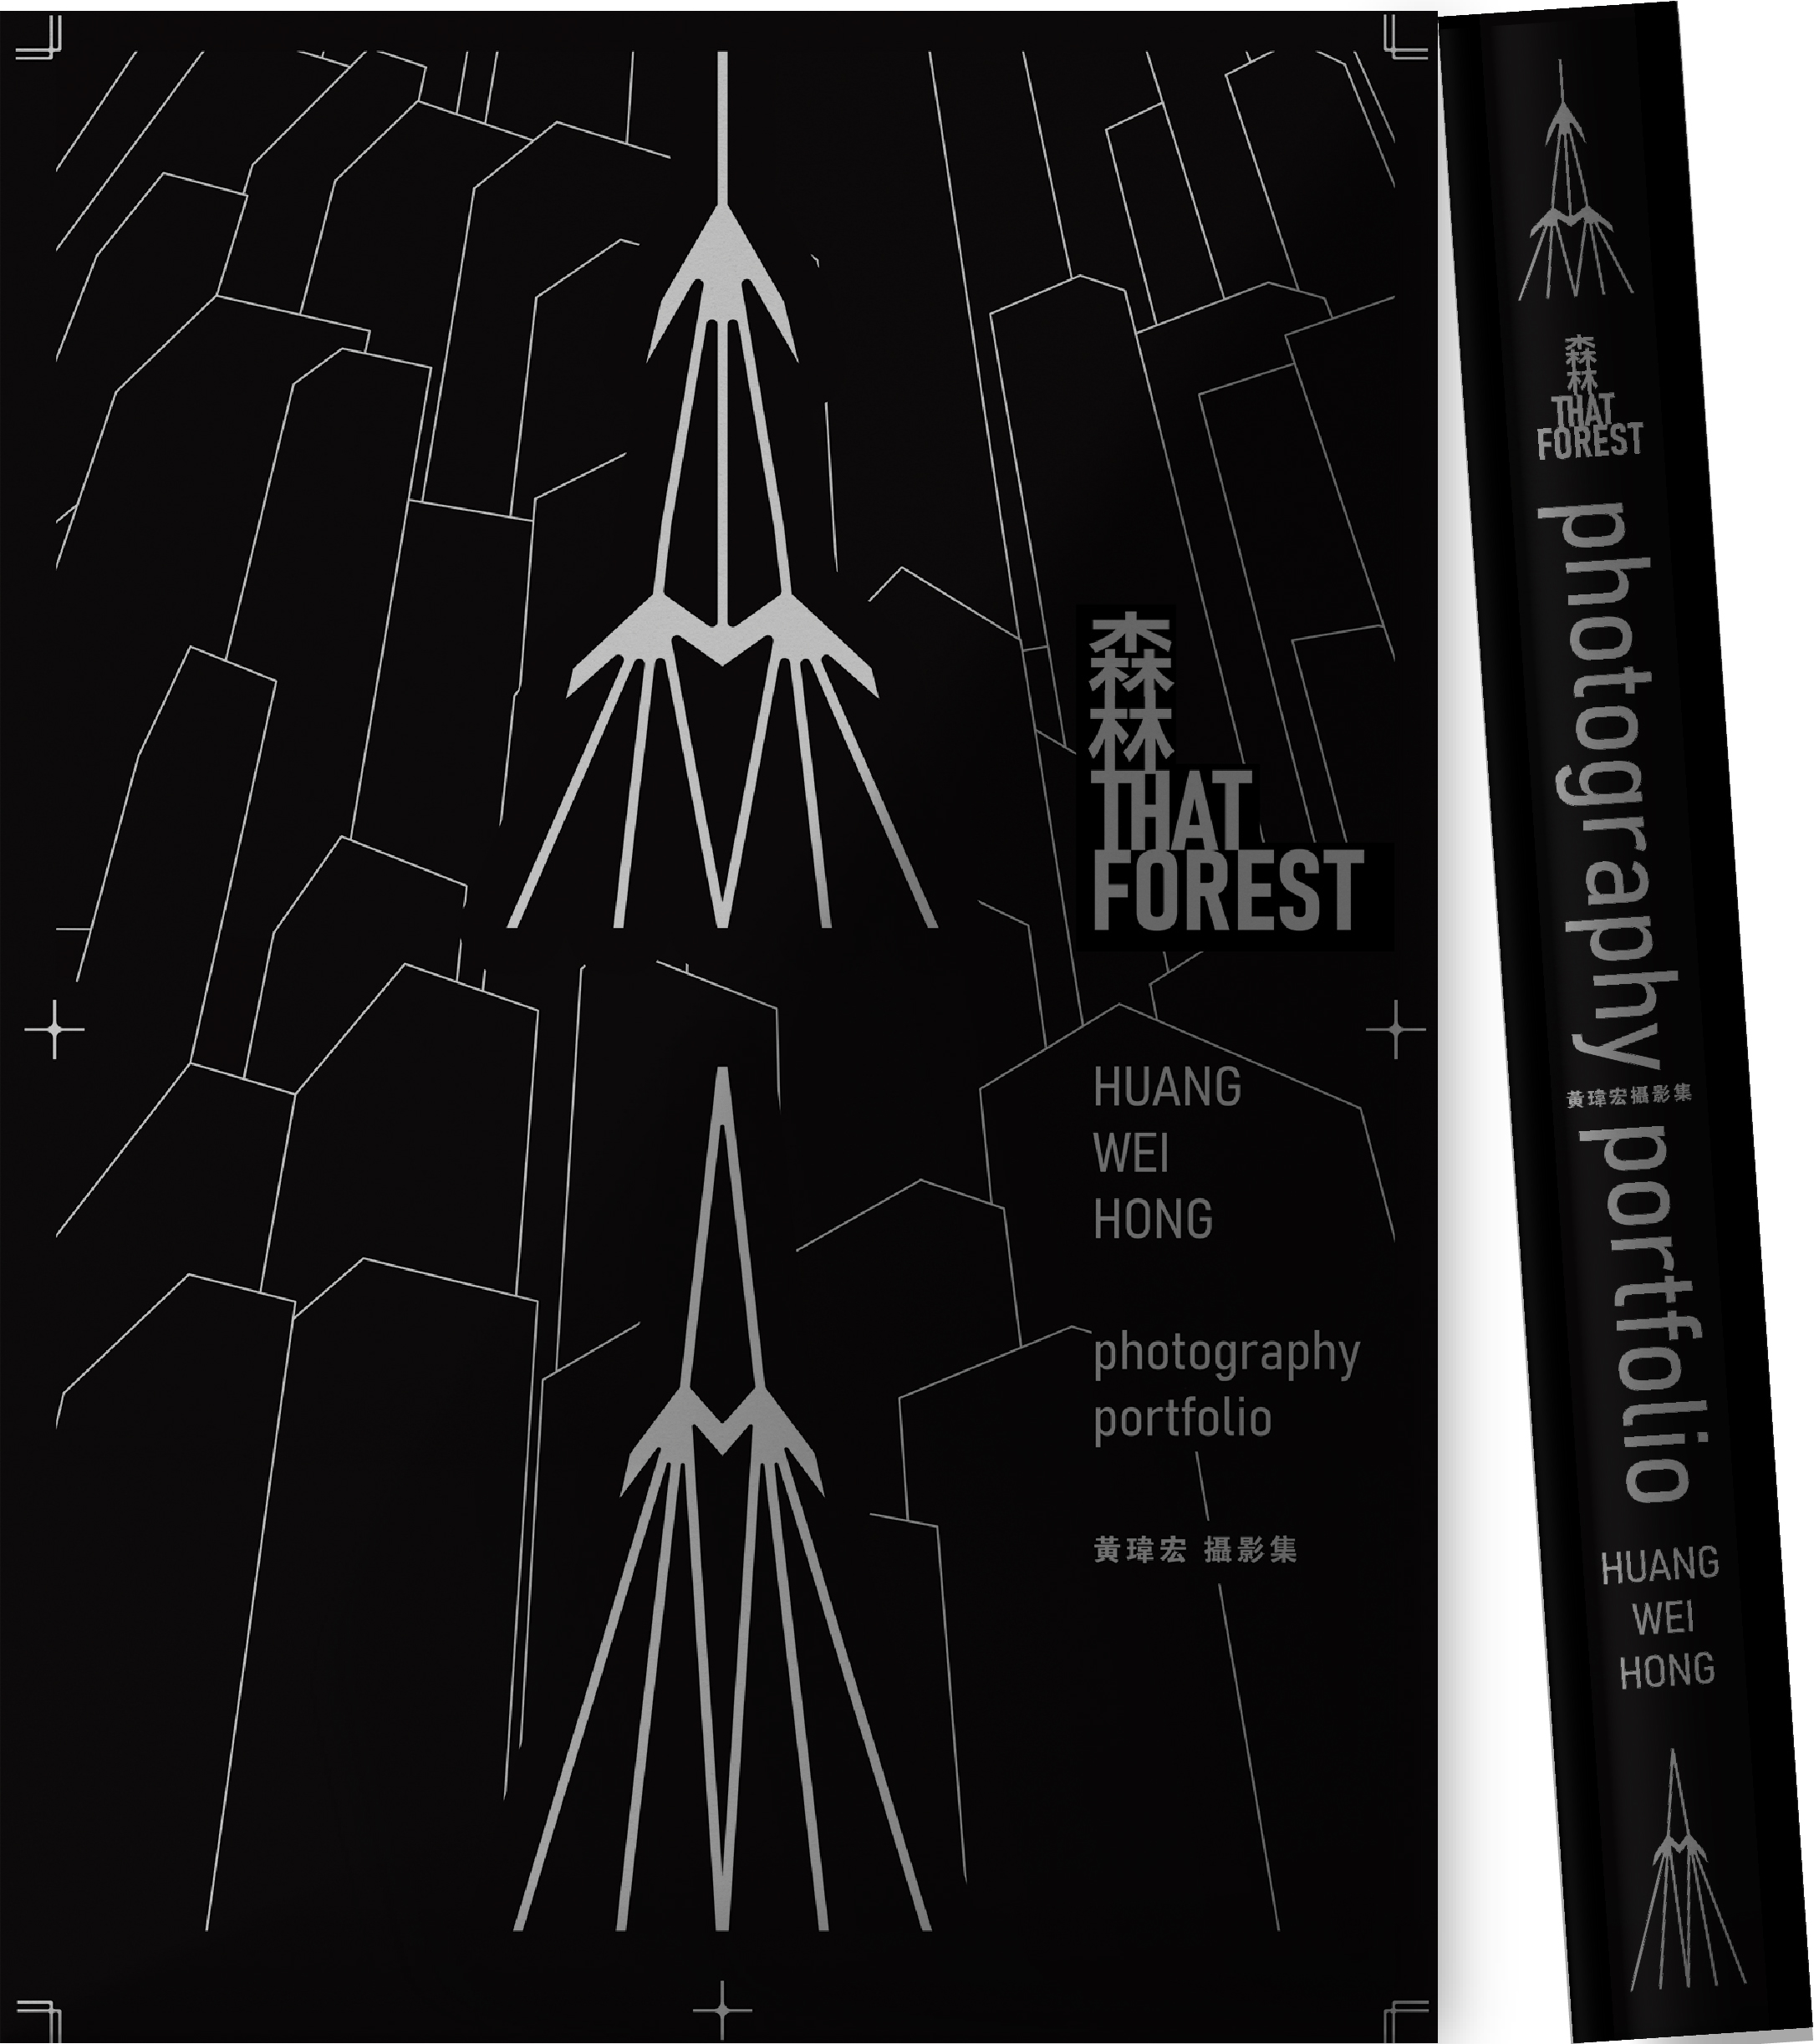 森
林
THAT
FOREST
HUANG
WEI
HONG
photography
portfolio
黃瑋宏 攝影集
森
林
THAT
FOREST
photography
黃瑋宏攝影集
portfolio
HUANG
WEI
HONG